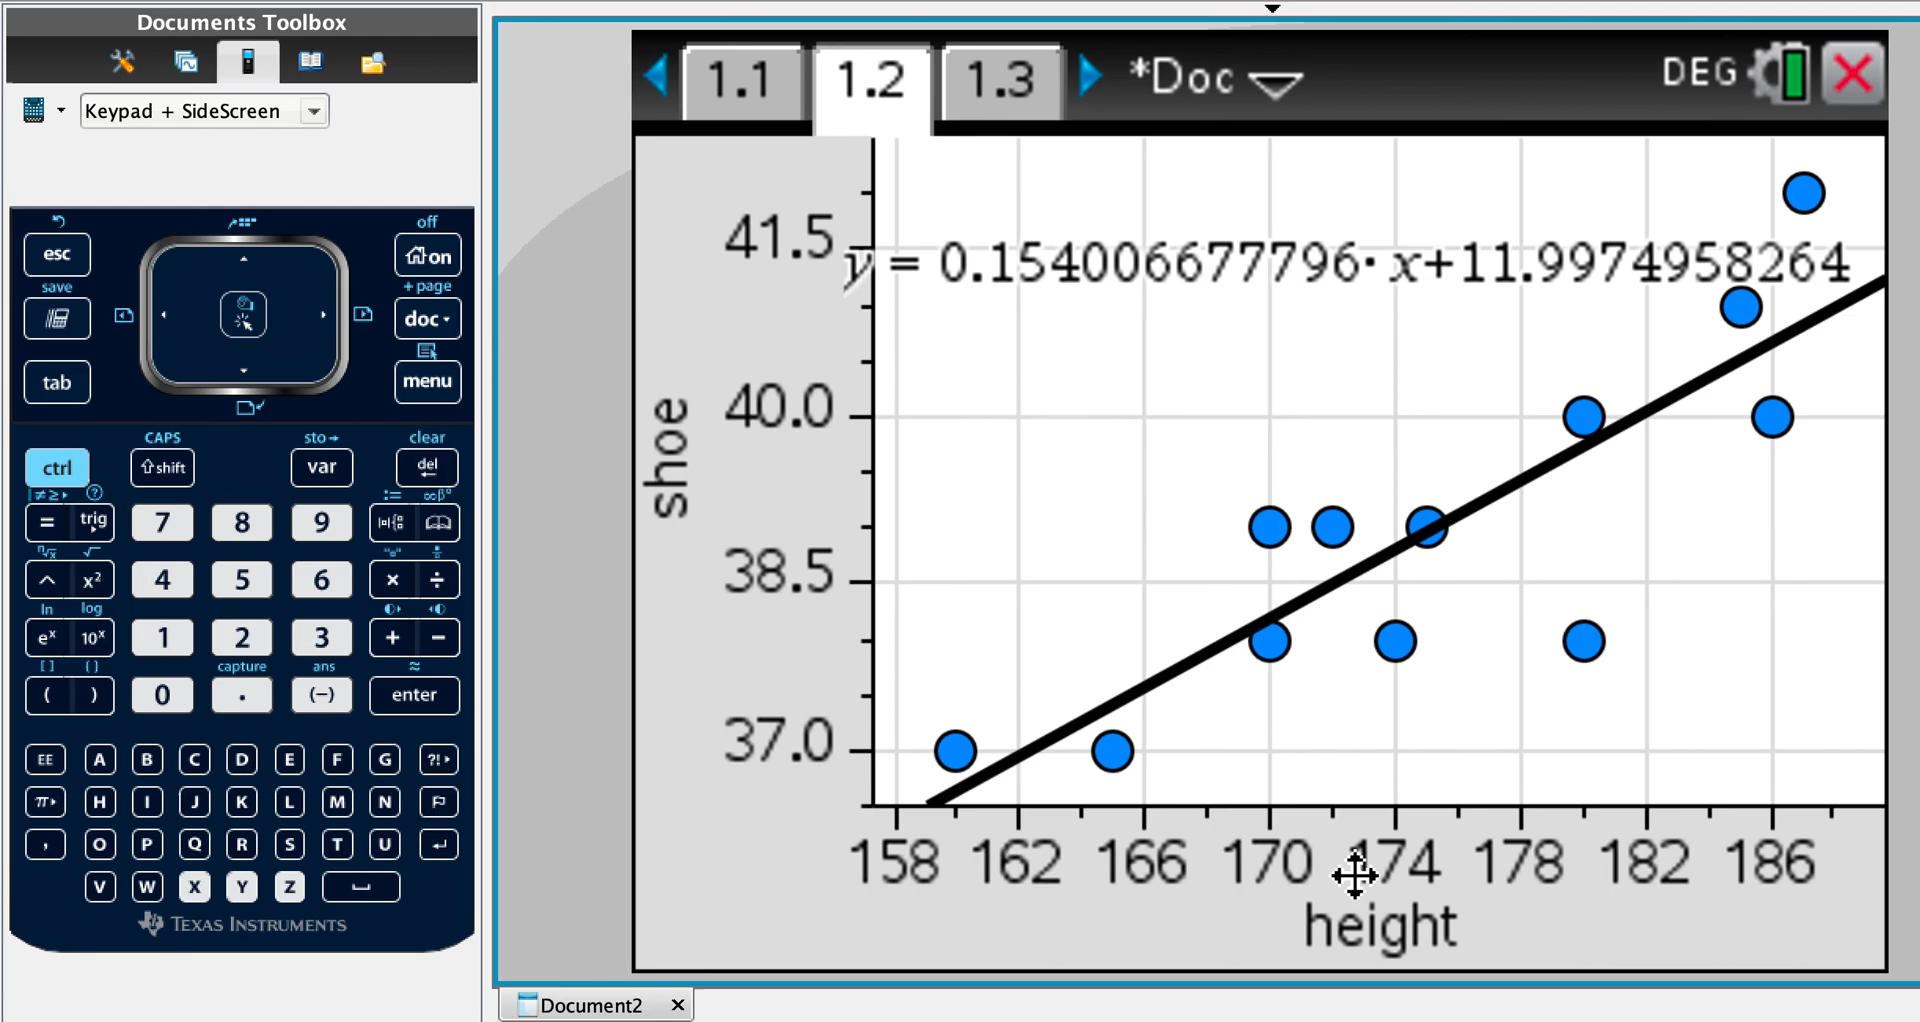 Documents Toolbox
Keypad + SideScreen
off
esc
on
save
+ page
doc
tab
menu
CAPS
sto→
clear
ctrl
⇧shift
var
del
|≠≥▸ ? := ∞β°
= trig 7 8 9
ⁿ√x √ "∞" 
^ x² 4 5 6 × ÷
ln log
eˣ 10ˣ 1 2 3 + −
[ ] { } capture ans ≈
( ) 0 . (−) enter
EE A B C D E F G ?!▸
π▸ H I J K L M N
, O P Q R S T U ↵
V W X Y Z
TEXAS INSTRUMENTS
1.1 1.2 1.3 *Doc DEG
41.5
y = 0.154006677796·x+11.9974958264
40.0
shoe
38.5
37.0
158 162 166 170 174 178 182 186
height
Document2